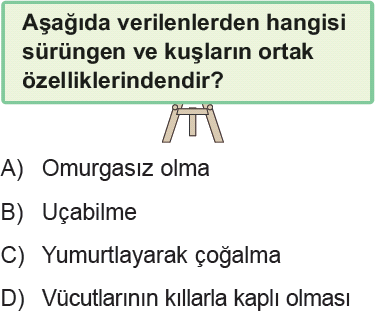 Aşağıda verilenlerden hangisi
sürüngen ve kuşların ortak
özelliklerindendir?
A) Omurgasız olma
B) Uçabilme
C) Yumurtlayarak çoğalma
D) Vücutlarının kıllarla kaplı olması